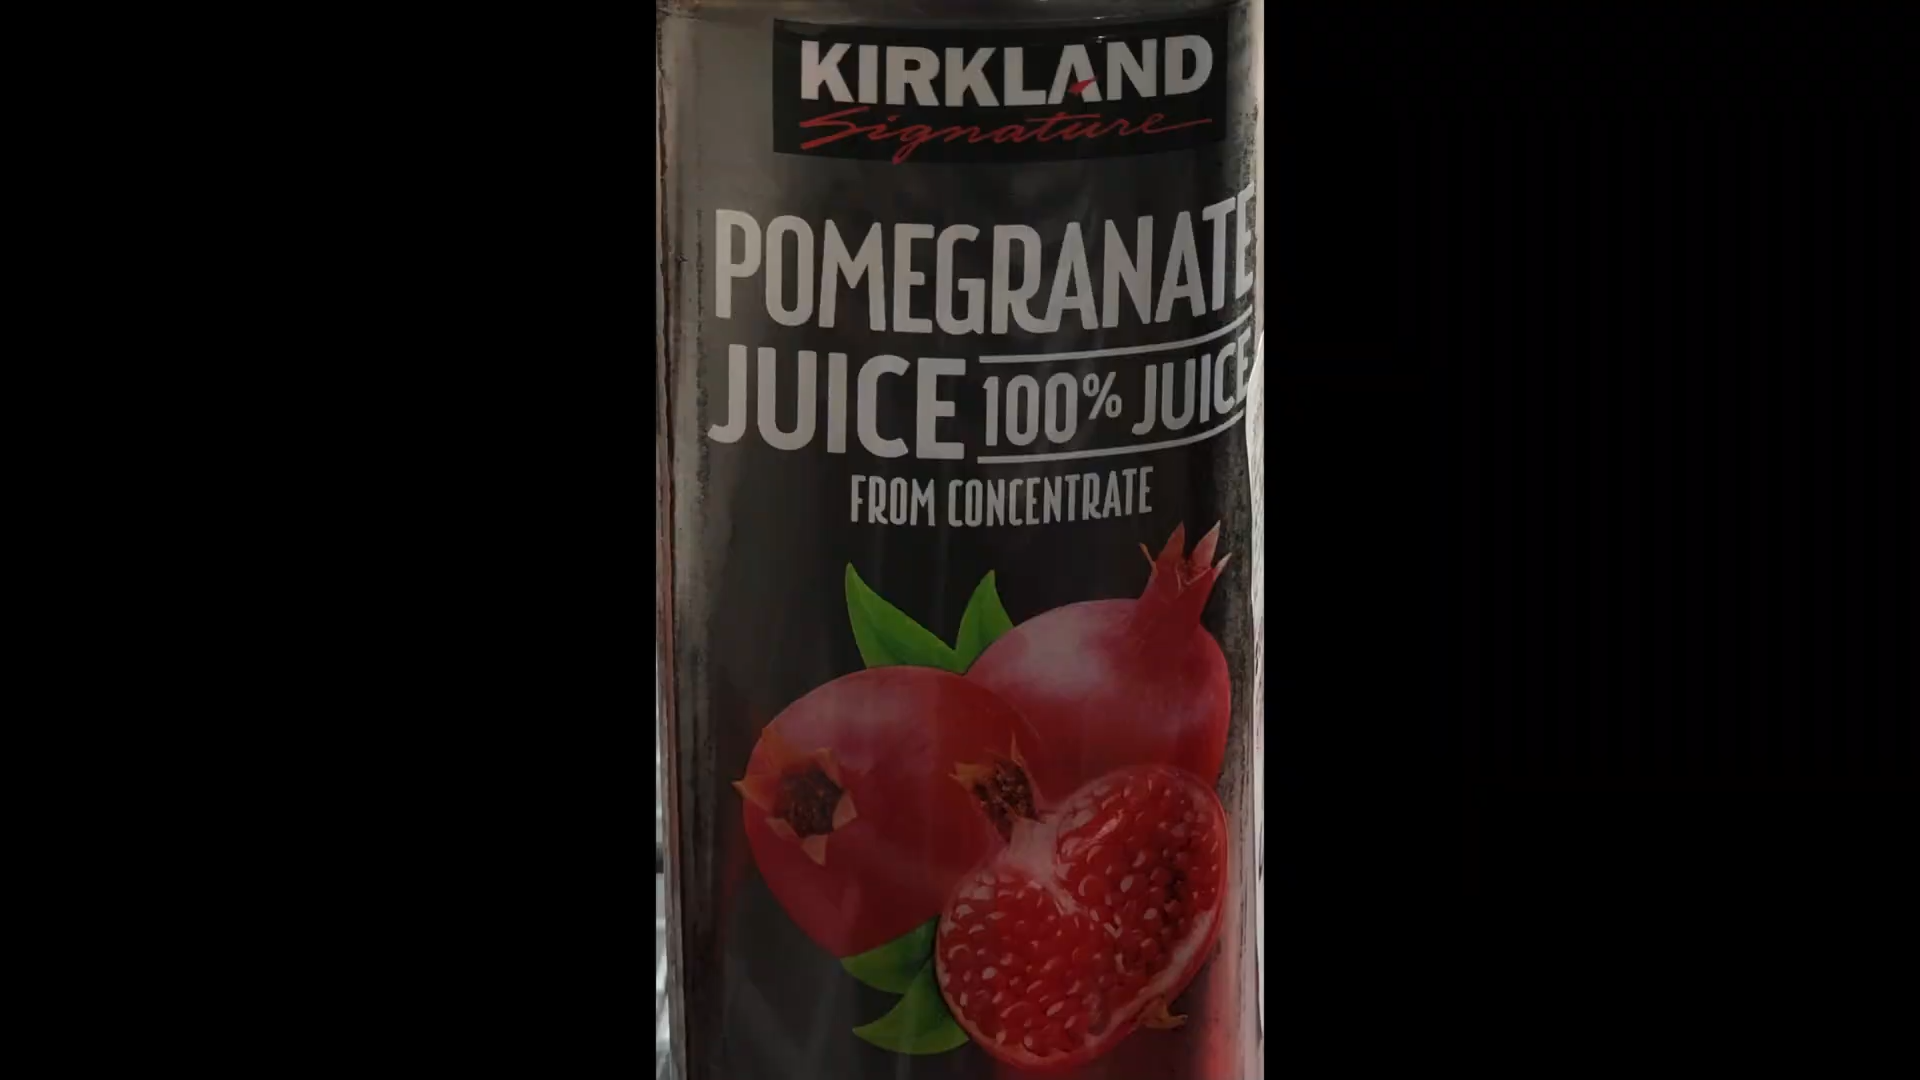 KIRKLAND
Signature
POMEGRANATE
JUICE 100% JUICE
FROM CONCENTRATE